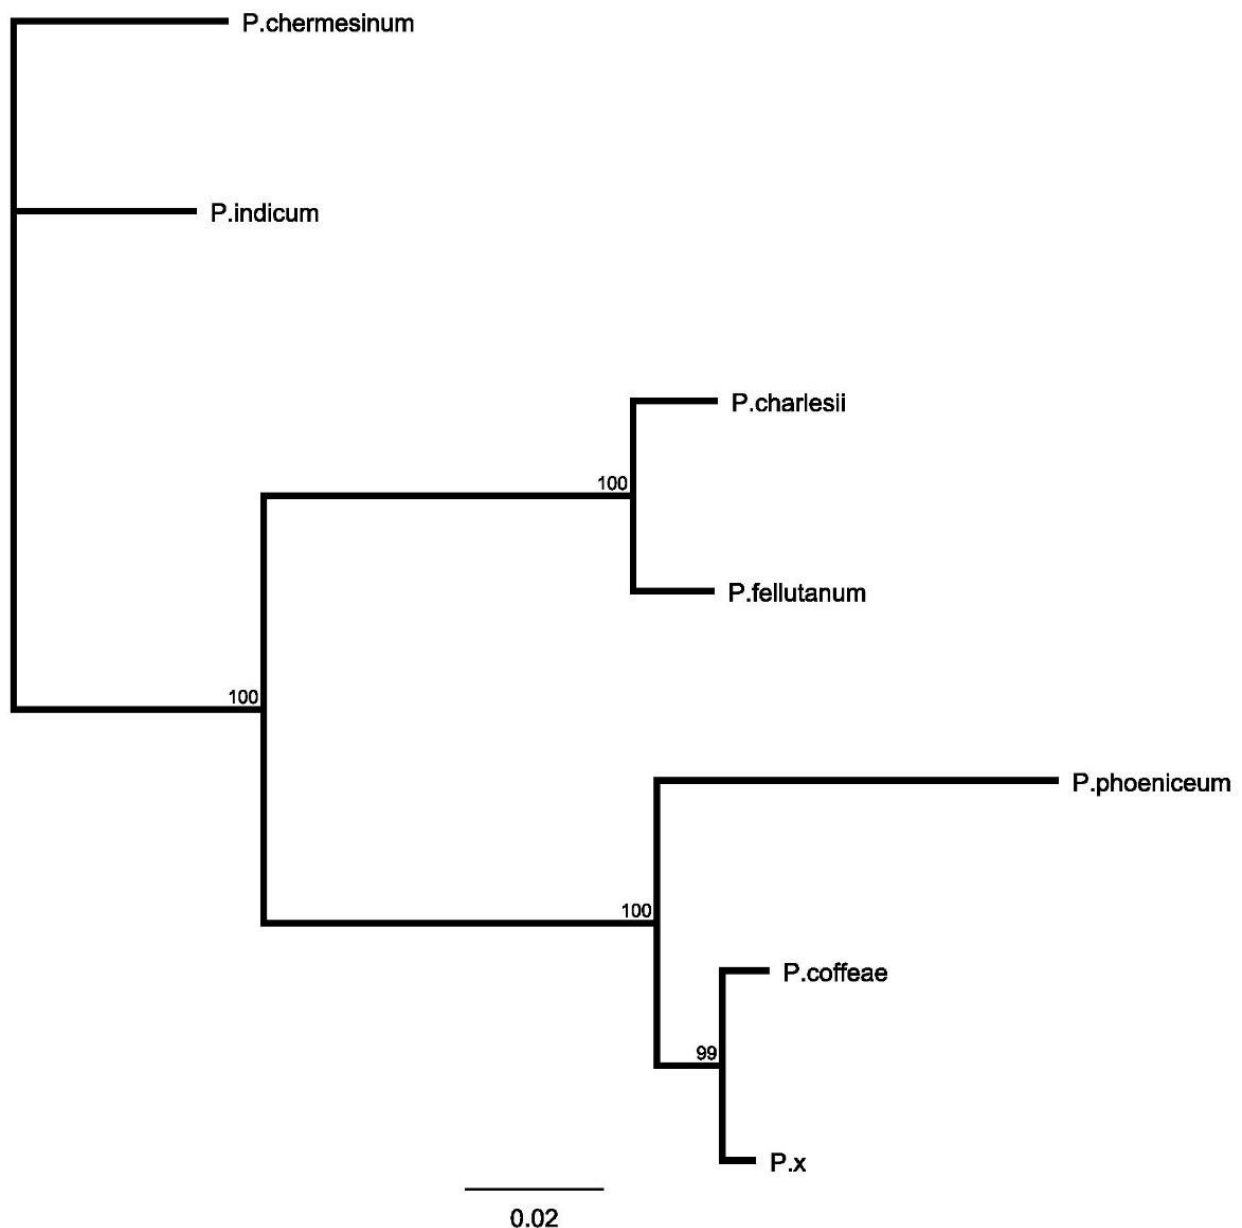 P.chermesinum
P.indicum
P.charlesii
100
P.fellutanum
100
P.phoeniceum
100
P.coffeae
99
P.x
0.02